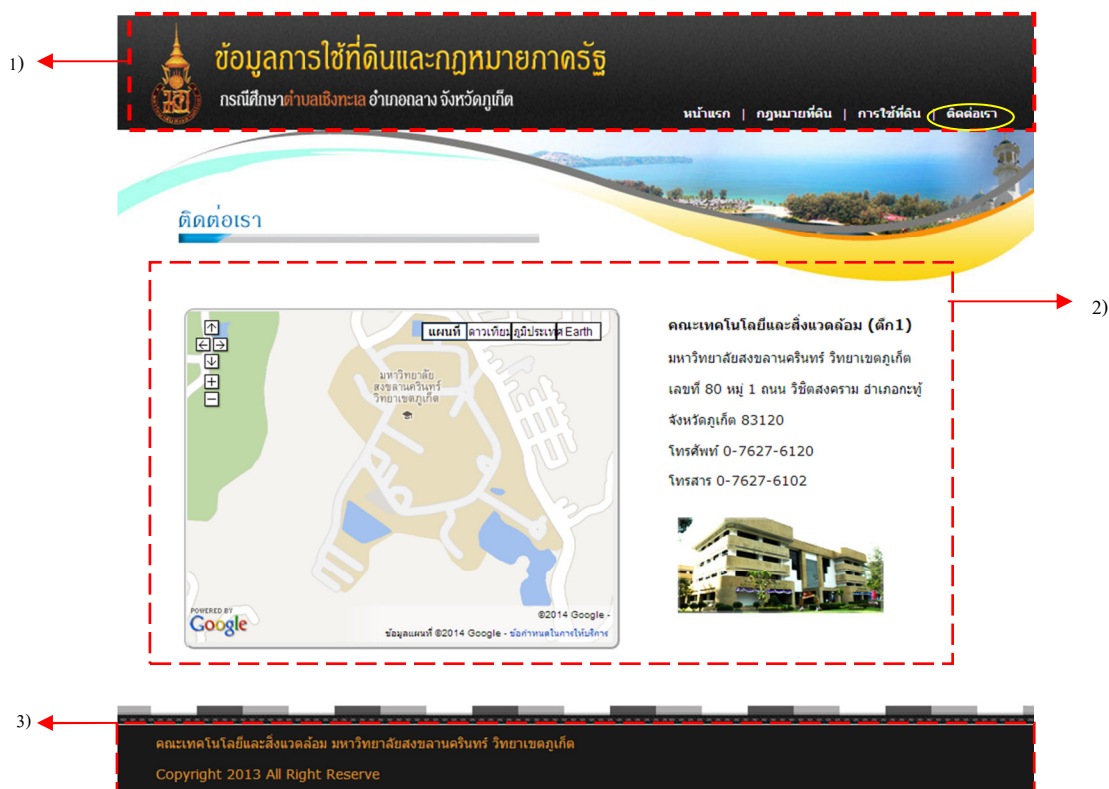 1)
ข้อมูลการใช้ที่ดินและกฎหมายภาครัฐ
กรณีศึกษาตำบลเชิงทะเล อำเภอถลาง จังหวัดภูเก็ต
หน้าแรก | กฎหมายที่ดิน | การใช้ที่ดิน | ติดต่อเรา
ติดต่อเรา
2)
แผนที่ ดาวเทียม ภูมิประเทศ Earth
มหาวิทยาลัย
สงขลานครินทร์
วิทยาเขตภูเก็ต
POWERED BY
Google
©2014 Google -
ข้อมูลแผนที่ ©2014 Google - ข้อกำหนดในการให้บริการ
คณะเทคโนโลยีและสิ่งแวดล้อม (ตึก1)
มหาวิทยาลัยสงขลานครินทร์ วิทยาเขตภูเก็ต
เลขที่ 80 หมู่ 1 ถนน วิชิตสงคราม อำเภอกะทู้
จังหวัดภูเก็ต 83120
โทรศัพท์ 0-7627-6120
โทรสาร 0-7627-6102
3)
คณะเทคโนโลยีและสิ่งแวดล้อม มหาวิทยาลัยสงขลานครินทร์ วิทยาเขตภูเก็ต
Copyright 2013 All Right Reserve